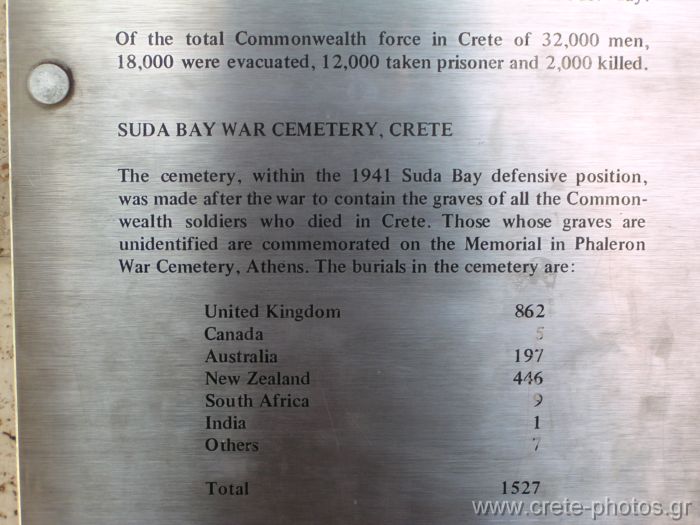 Of the total Commonwealth force in Crete of 32,000 men,
18,000 were evacuated, 12,000 taken prisoner and 2,000 killed.
SUDA BAY WAR CEMETERY, CRETE
The cemetery, within the 1941 Suda Bay defensive position,
was made after the war to contain the graves of all the Common-
wealth soldiers who died in Crete. Those whose graves are
unidentified are commemorated on the Memorial in Phaleron
War Cemetery, Athens. The burials in the cemetery are:
United Kingdom 862
Canada 5
Australia 197
New Zealand 446
South Africa 9
India 1
Others 7
Total 1527
www.crete-photos.gr